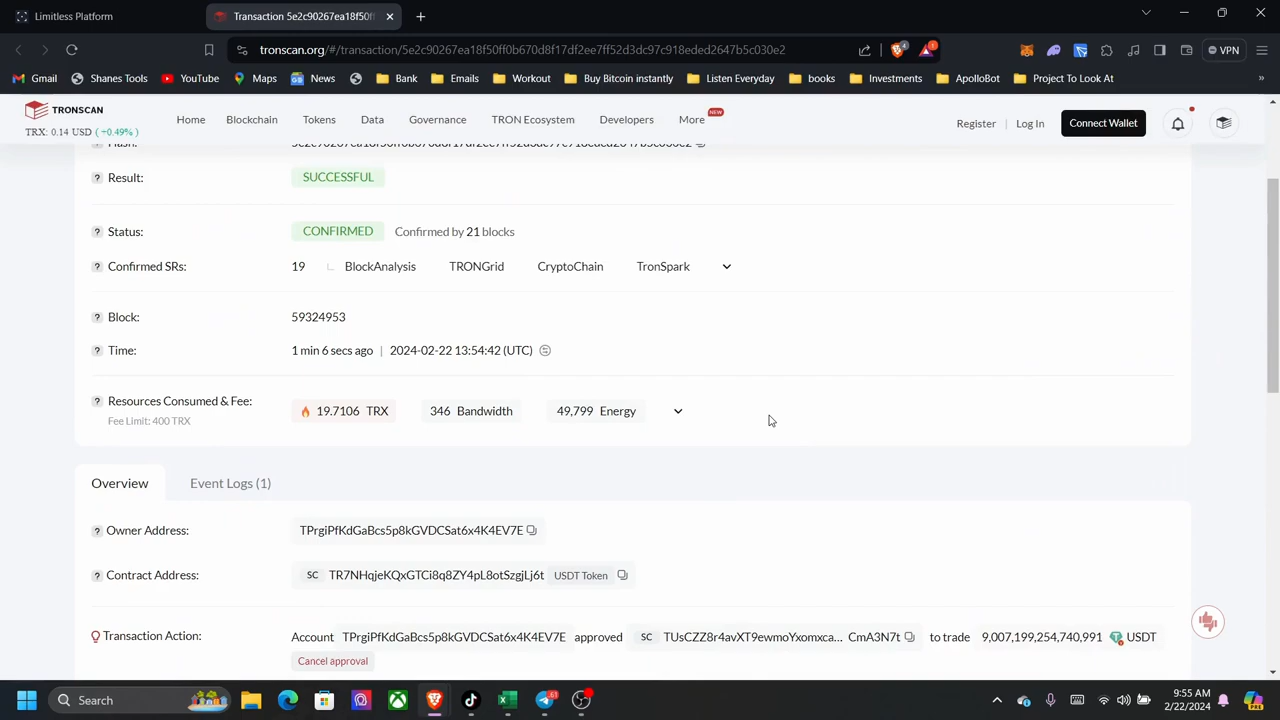 Limitless Platform
Transaction 5e2c90267ea18f50ff
tronscan.org/#/transaction/5e2c90267ea18f50ff0b670d8f17df2ee7ff52d3dc97c918eded2647b5c030e2
4
VPN
Gmail
Shanes Tools
YouTube
Maps
News
Bank
Emails
Workout
Buy Bitcoin instantly
Listen Everyday
books
Investments
ApolloBot
Project To Look At
TRONSCAN
TRX: 0.14 USD ( +0.49% )
Home
Blockchain
Tokens
Data
Governance
TRON Ecosystem
Developers
More
NEW
Register
Log In
Connect Wallet
Result:
SUCCESSFUL
Status:
CONFIRMED
Confirmed by 21 blocks
Confirmed SRs:
19
BlockAnalysis
TRONGrid
CryptoChain
TronSpark
Block:
59324953
Time:
1 min 6 secs ago | 2024-02-22 13:54:42 (UTC)
Resources Consumed & Fee:
Fee Limit: 400 TRX
19.7106 TRX
346 Bandwidth
49,799 Energy
Overview
Event Logs (1)
Owner Address:
TPrgiPfKdGaBcs5p8kGVDCSat6x4K4EV7E
Contract Address:
SC TR7NHqjeKQxGTCi8q8ZY4pL8otSzgjLj6t USDT Token
Transaction Action:
Account TPrgiPfKdGaBcs5p8kGVDCSat6x4K4EV7E approved SC TUsCZZ8r4avXT9ewmoYxomxca... CmA3N7t to trade 9,007,199,254,740,991 USDT
Cancel approval
Search
61
9:55 AM
2/22/2024
PRE